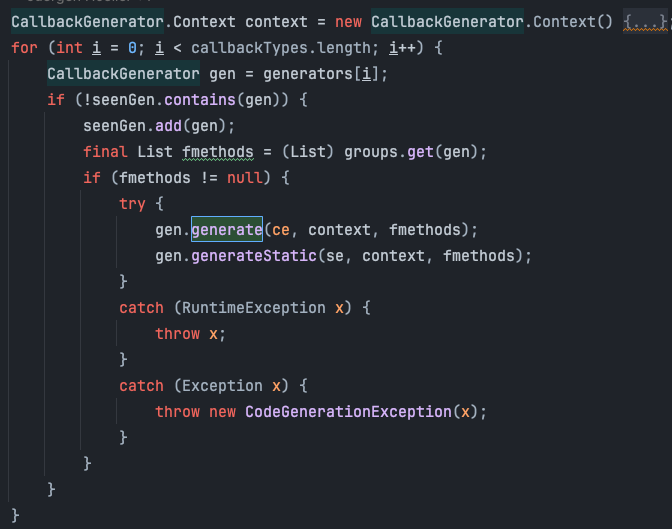 CallbackGenerator.Context context = new CallbackGenerator.Context() {...};
for (int i = 0; i < callbackTypes.length; i++) {
CallbackGenerator gen = generators[i];
if (!seenGen.contains(gen)) {
seenGen.add(gen);
final List fmethods = (List) groups.get(gen);
if (fmethods != null) {
try {
gen.generate(ce, context, fmethods);
gen.generateStatic(se, context, fmethods);
}
catch (RuntimeException x) {
throw x;
}
catch (Exception x) {
throw new CodeGenerationException(x);
}
}
}
}